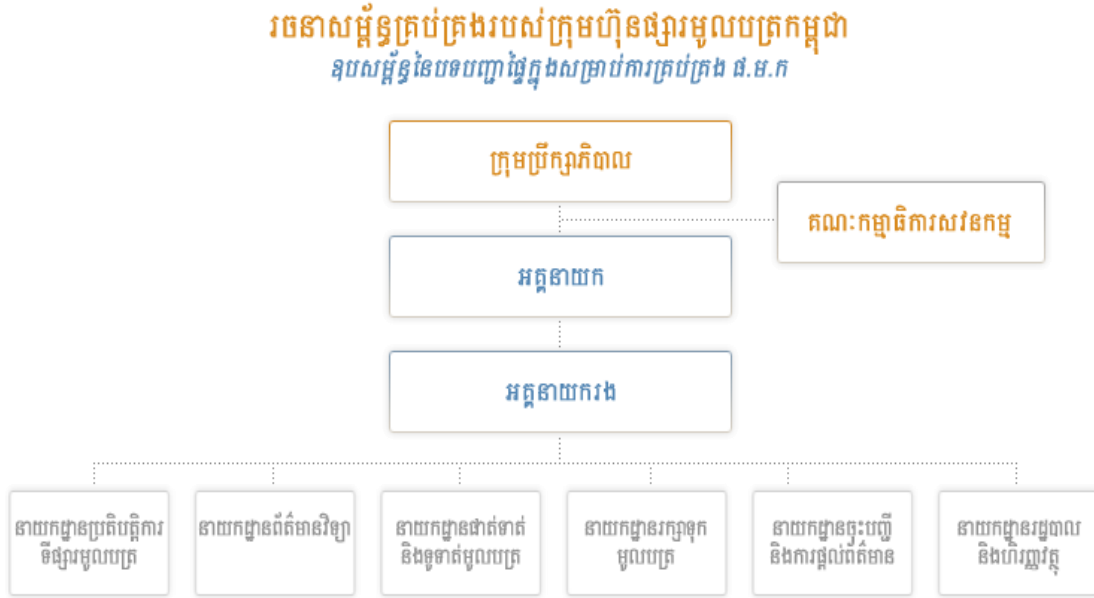 រចនាសម្ព័ន្ធគ្រប់គ្រងរបស់ក្រុមហ៊ុនផ្សារមូលបត្រកម្ពុជា
ឧបសម្ព័ន្ធនៃបទបញ្ជាផ្ទៃក្នុងសម្រាប់ការគ្រប់គ្រង ផ.ម.ក
ក្រុមប្រឹក្សាភិបាល
គណៈកម្មាធិការសវនកម្ម
អគ្គនាយក
អគ្គនាយករង
នាយកដ្ឋានប្រតិបត្តិការ
ទីផ្សារមូលបត្រ
នាយកដ្ឋានព័ត៌មានវិទ្យា
នាយកដ្ឋានផាត់ទាត់
និងទូទាត់មូលបត្រ
នាយកដ្ឋានរក្សាទុក
មូលបត្រ
នាយកដ្ឋានចុះបញ្ជី
និងការផ្តល់ព័ត៌មាន
នាយកដ្ឋានរដ្ឋបាល
និងហិរញ្ញវត្ថុ